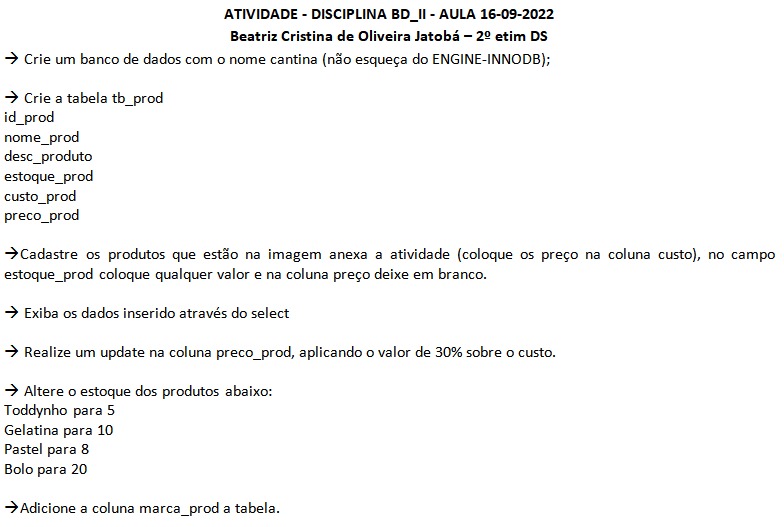 ATIVIDADE - DISCIPLINA BD_II - AULA 16-09-2022
Beatriz Cristina de Oliveira Jatobá – 2º etim DS
→ Crie um banco de dados com o nome cantina (não esqueça do ENGINE-INNODB);
→ Crie a tabela tb_prod
id_prod
nome_prod
desc_produto
estoque_prod
custo_prod
preco_prod
→Cadastre os produtos que estão na imagem anexa a atividade (coloque os preço na coluna custo), no campo
estoque_prod coloque qualquer valor e na coluna preço deixe em branco.
→ Exiba os dados inserido através do select
→ Realize um update na coluna preco_prod, aplicando o valor de 30% sobre o custo.
→ Altere o estoque dos produtos abaixo:
Toddynho para 5
Gelatina para 10
Pastel para 8
Bolo para 20
→Adicione a coluna marca_prod a tabela.